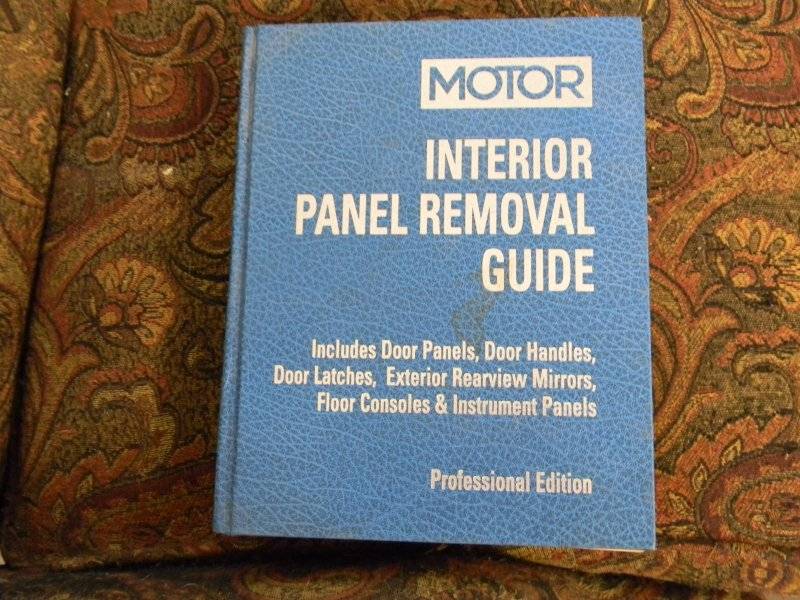 MOTOR
INTERIOR
PANEL REMOVAL
GUIDE
Includes Door Panels, Door Handles,
Door Latches, Exterior Rearview Mirrors,
Floor Consoles & Instrument Panels
Professional Edition